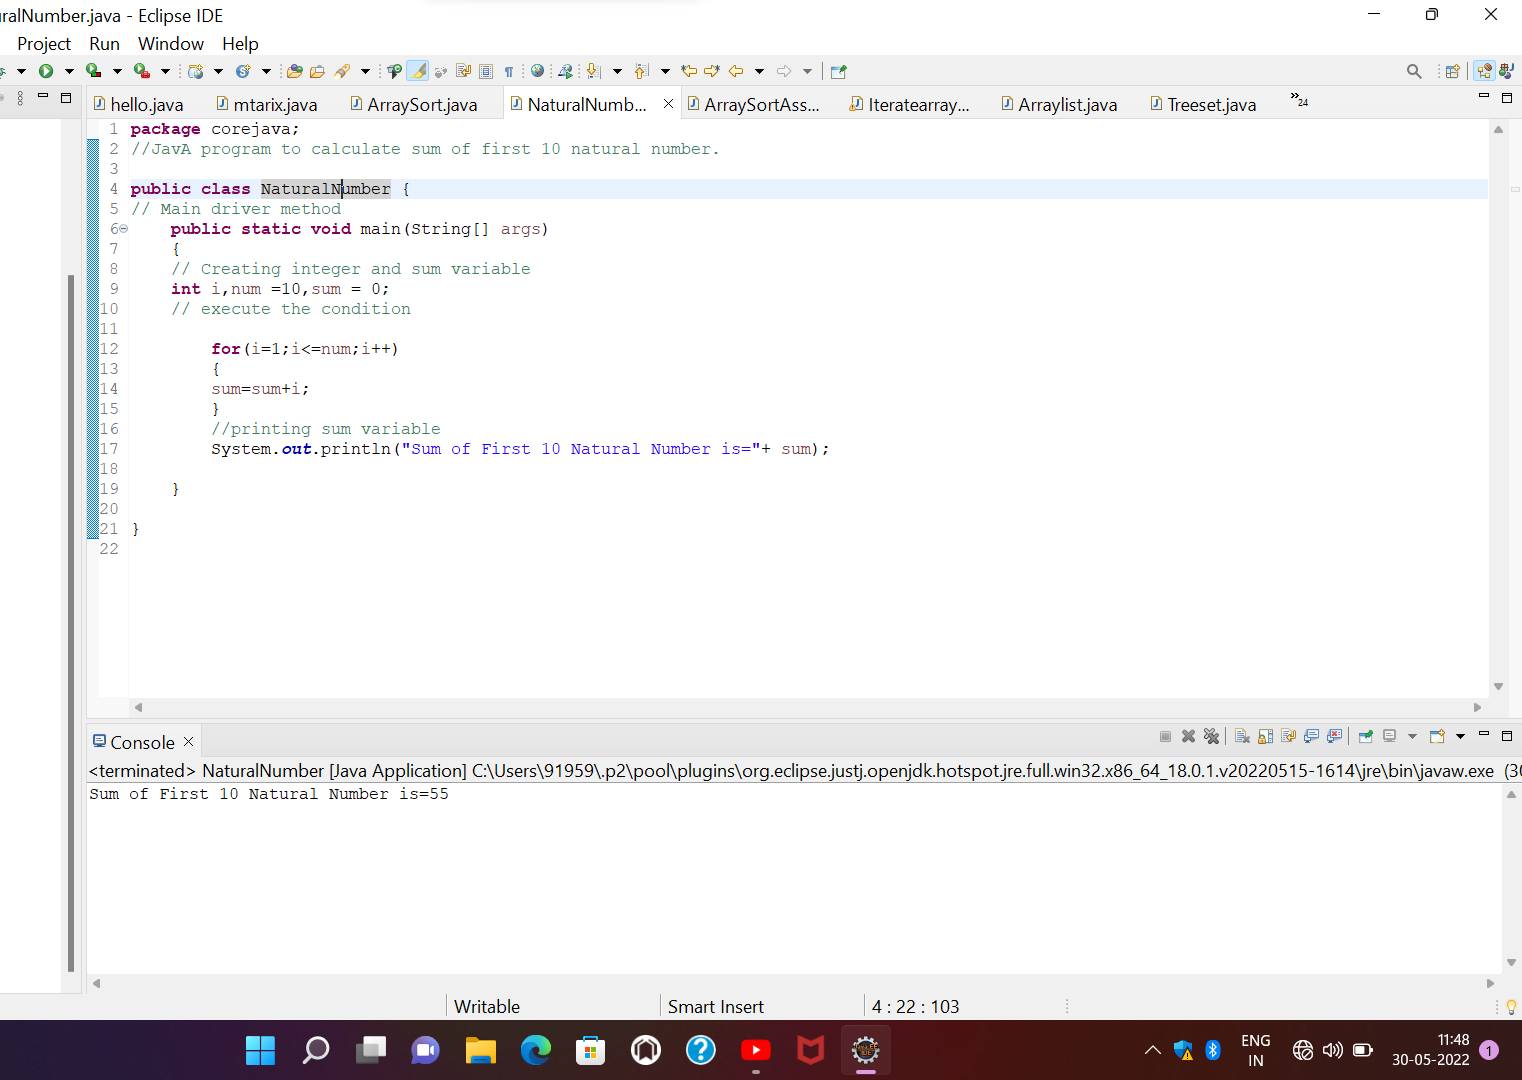 uralNumber.java - Eclipse IDE
Project Run Window Help
hello.java mtarix.java ArraySort.java NaturalNumb... ArraySortAss... Iteratearray... Arraylist.java Treeset.java »24
1 package corejava;
2 //JavA program to calculate sum of first 10 natural number.
3
4 public class NaturalNumber {
5 // Main driver method
6 public static void main(String[] args)
7 {
8 // Creating integer and sum variable
9 int i,num =10,sum = 0;
10 // execute the condition
11
12 for(i=1;i<=num;i++)
13 {
14 sum=sum+i;
15 }
16 //printing sum variable
17 System.out.println("Sum of First 10 Natural Number is="+ sum);
18
19 }
20
21 }
22
Console
<terminated> NaturalNumber [Java Application] C:\Users\91959\.p2\pool\plugins\org.eclipse.justj.openjdk.hotspot.jre.full.win32.x86_64_18.0.1.v20220515-1614\jre\bin\javaw.exe (30
Sum of First 10 Natural Number is=55
Writable Smart Insert 4 : 22 : 103
ENG 11:48
IN 30-05-2022 1